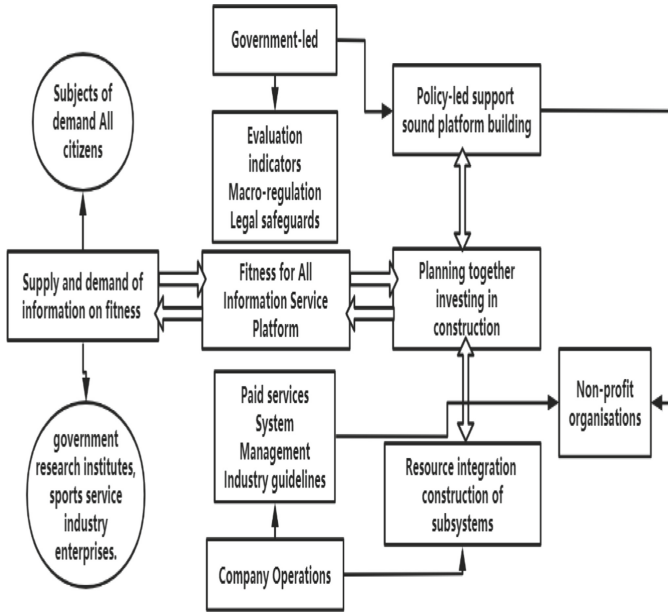 Government-led
Subjects of
demand All
citizens
Policy-led support
sound platform building
Evaluation
indicators
Macro-regulation
Legal safeguards
Supply and demand of
information on fitness
Fitness for All
Information Service
Platform
Planning together
investing in
construction
Paid services
System
Management
Industry guidelines
Non-profit
organisations
government
research institutes,
sports service
industry
enterprises.
Resource integration
construction of
subsystems
Company Operations